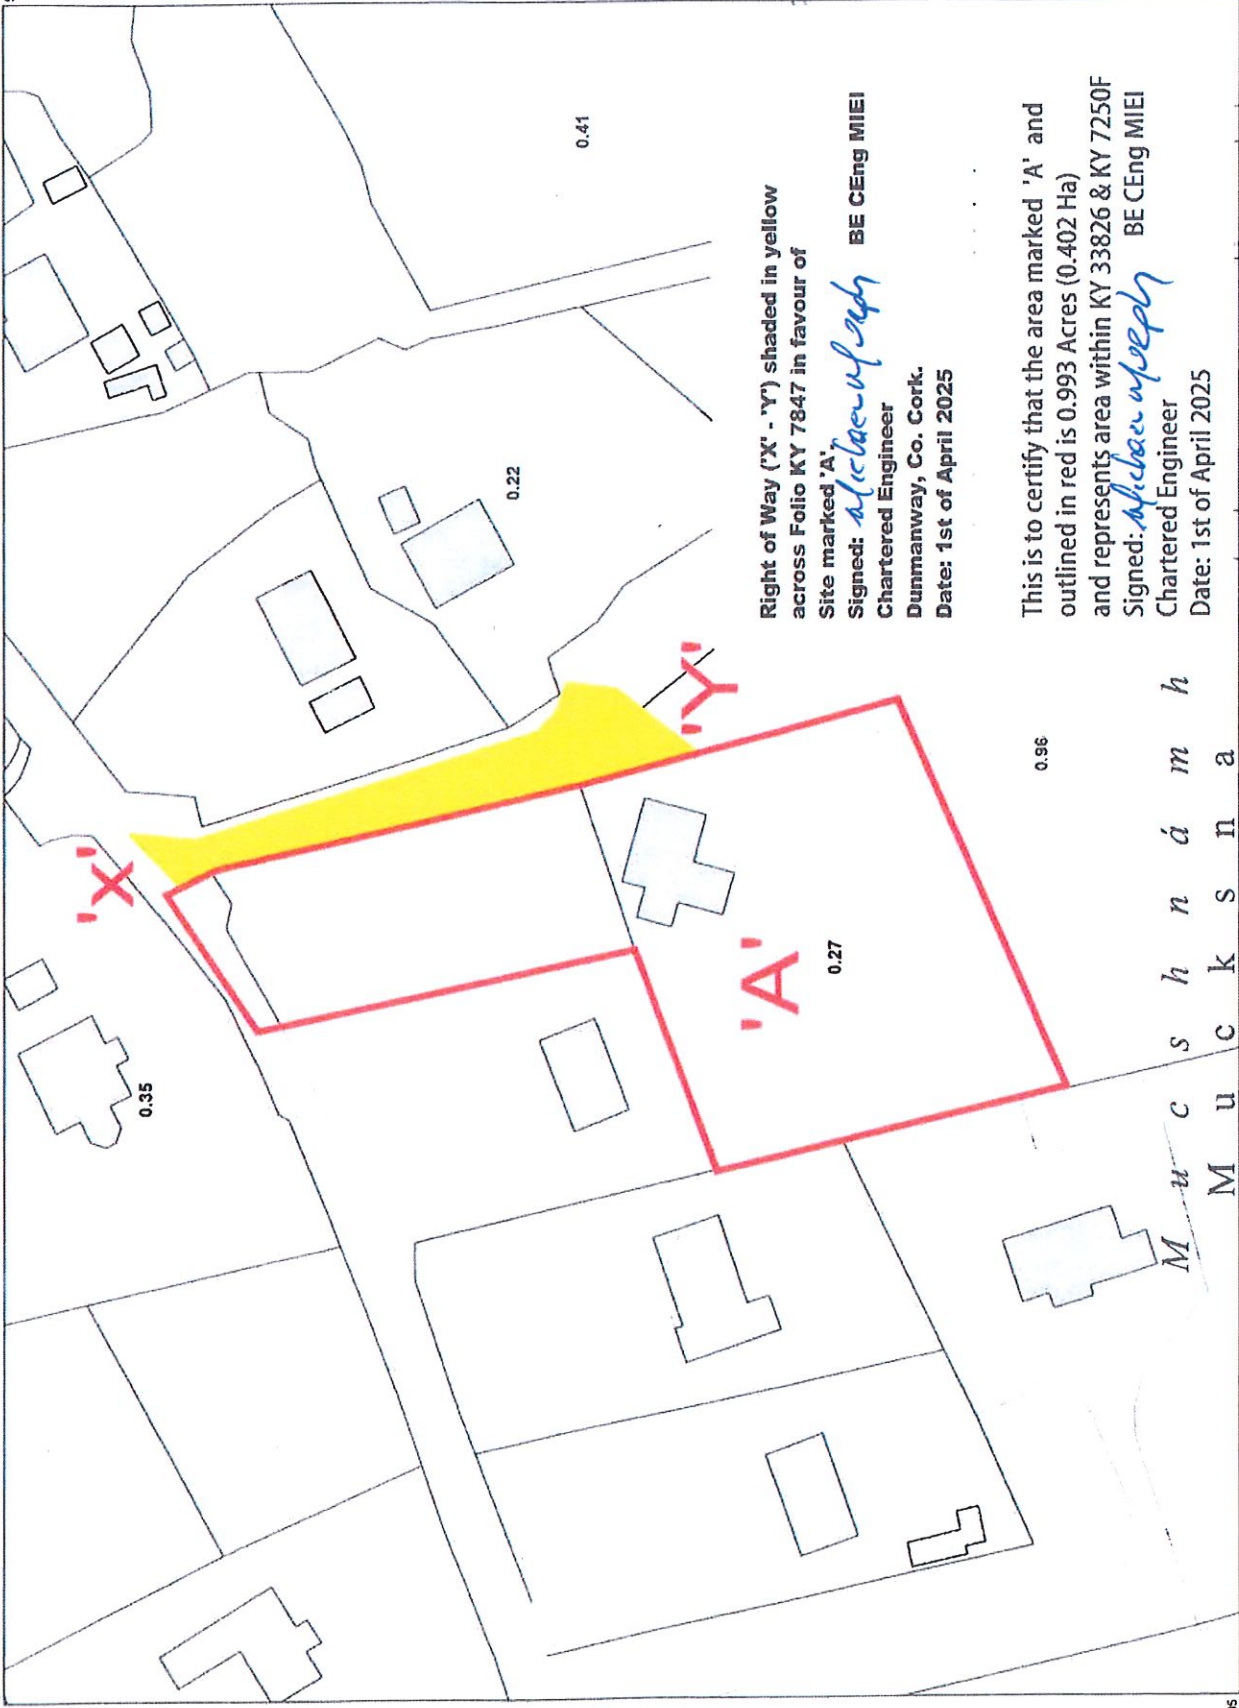 'X'
'Y'
'A'
0.35
0.22
0.41
0.27
0.96
Right of Way ('X' - 'Y') shaded in yellow
across Folio KY 7847 in favour of
Site marked 'A'.
Signed: BE CEng MIEI
Chartered Engineer
Dunmanway, Co. Cork.
Date: 1st of April 2025
This is to certify that the area marked 'A' and
outlined in red is 0.993 Acres (0.402 Ha)
and represents area within KY 33826 & KY 7250F
Signed: BE CEng MIEI
Chartered Engineer
Date: 1st of April 2025
Mucshnámh
Mucksna